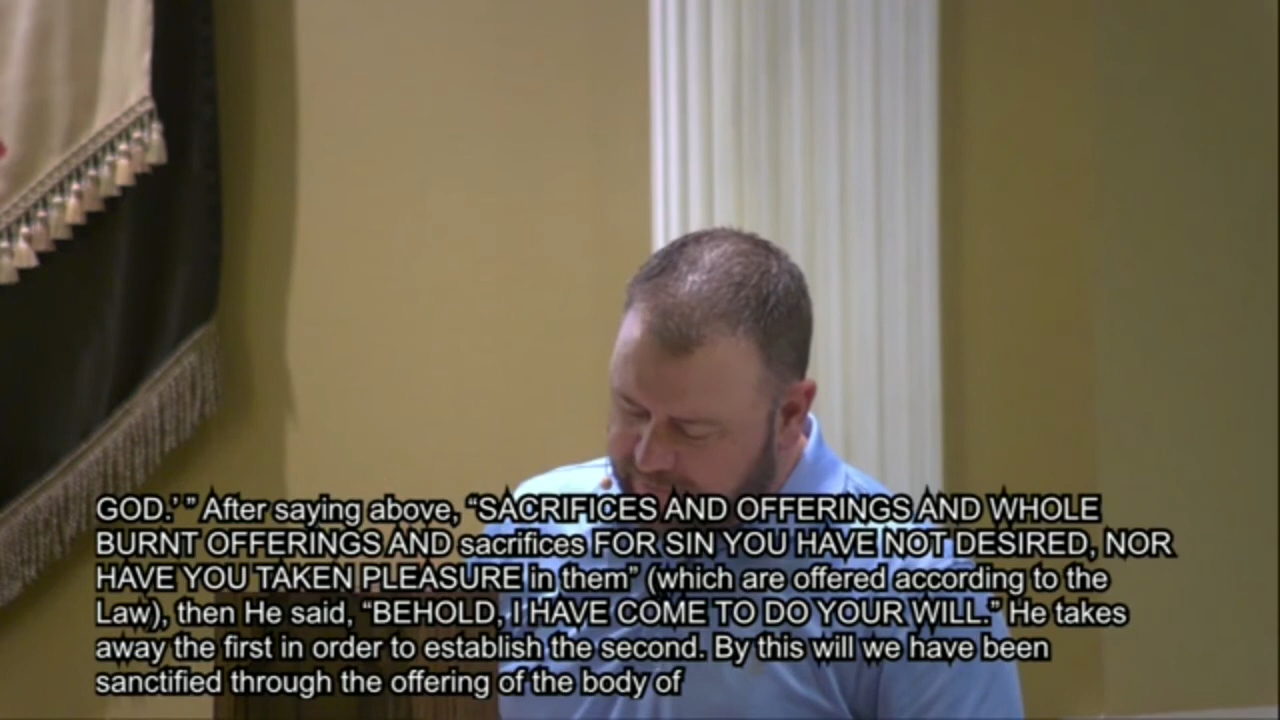 GOD.’ ” After saying above, “SACRIFICES AND OFFERINGS AND WHOLE
BURNT OFFERINGS AND sacrifices FOR SIN YOU HAVE NOT DESIRED, NOR
HAVE YOU TAKEN PLEASURE in them” (which are offered according to the
Law), then He said, “BEHOLD, I HAVE COME TO DO YOUR WILL.” He takes
away the first in order to establish the second. By this will we have been
sanctified through the offering of the body of